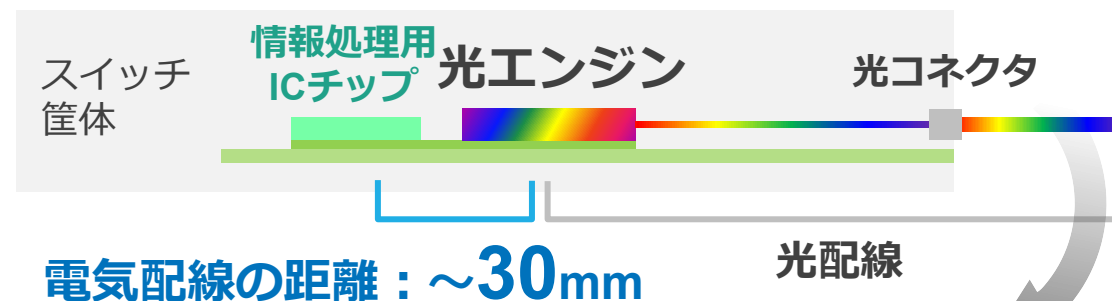 スイッチ
筐体
情報処理用
ICチップ
光エンジン
光コネクタ
光配線
電気配線の距離：～30mm